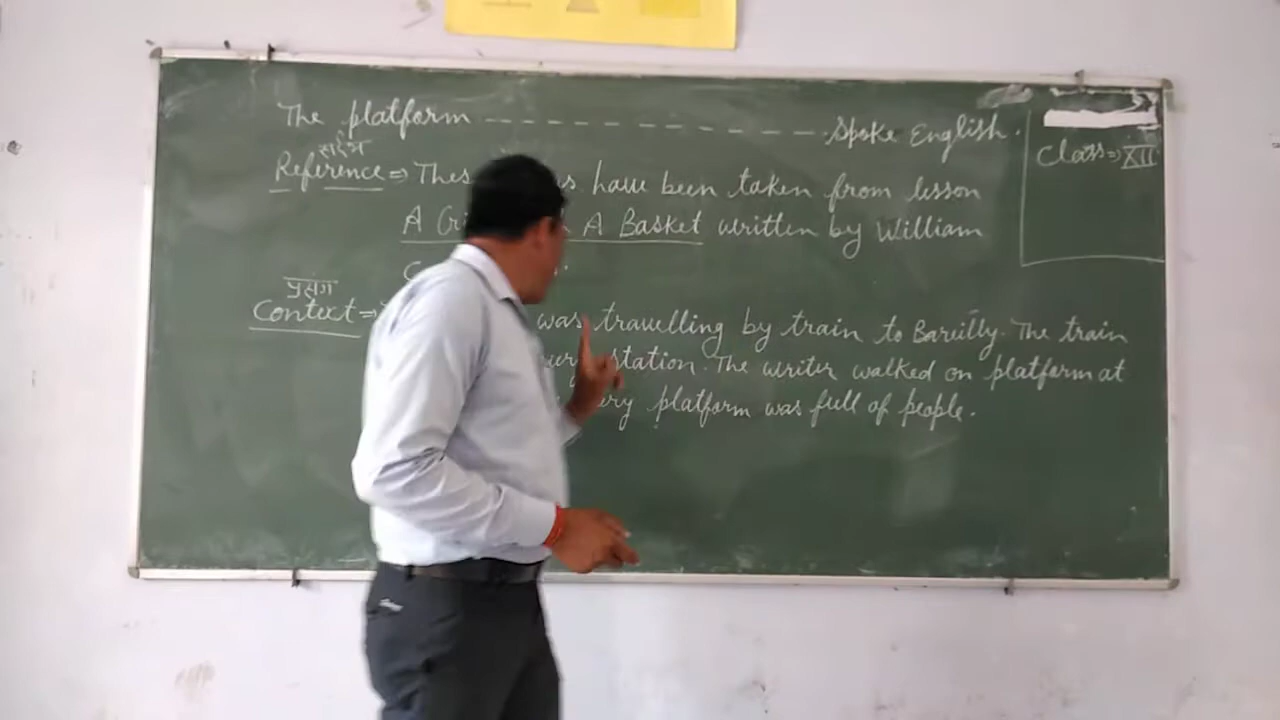 The platform ---------------- Spoke English.
Class⇒ XII
सन्दर्भ
Reference ⇒ have been taken from lesson
A A Basket written by William
प्रसंग
Context ⇒ was travelling by train to Bareilly. The train
station. The writer walked on platform at
platform was full of people.